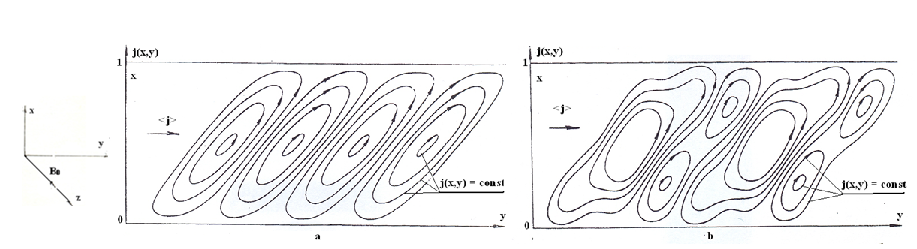 x
y
B₀
z
j(x,y)
1
x
<j>
j(x,y) = const
0
y
a
j(x,y)
1
x
<j>
j(x,y) = const
0
y
b